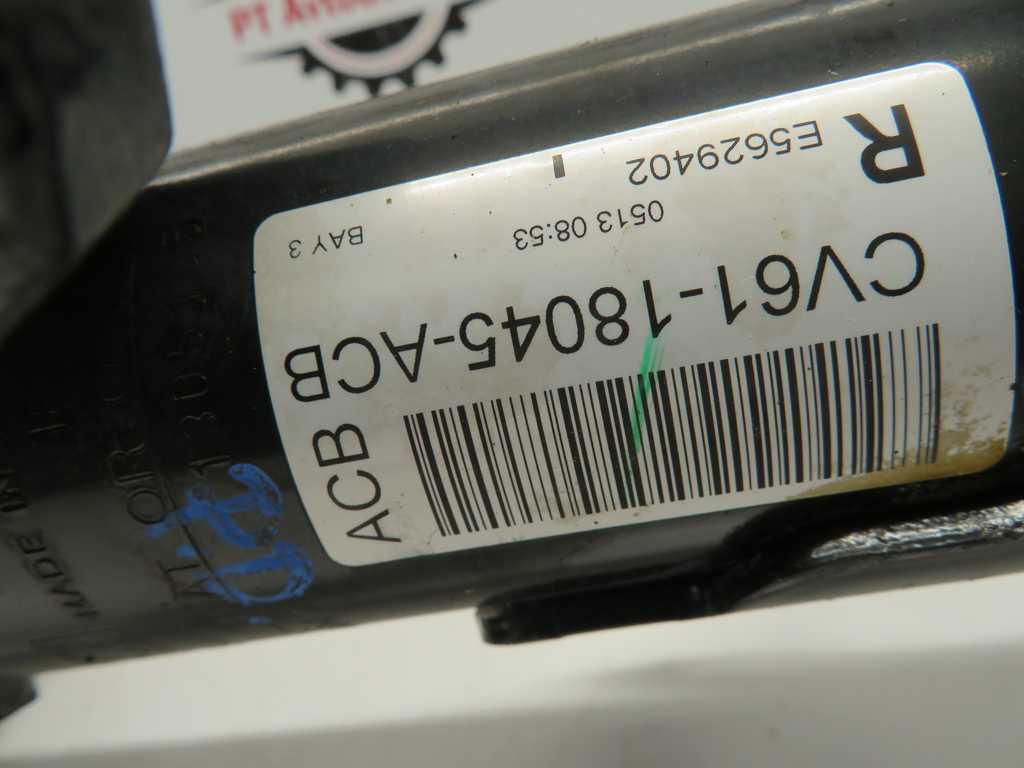 R
E5629402
0513 08:53
BAY 3
CV61-18045-ACB
ACB
MADE IN